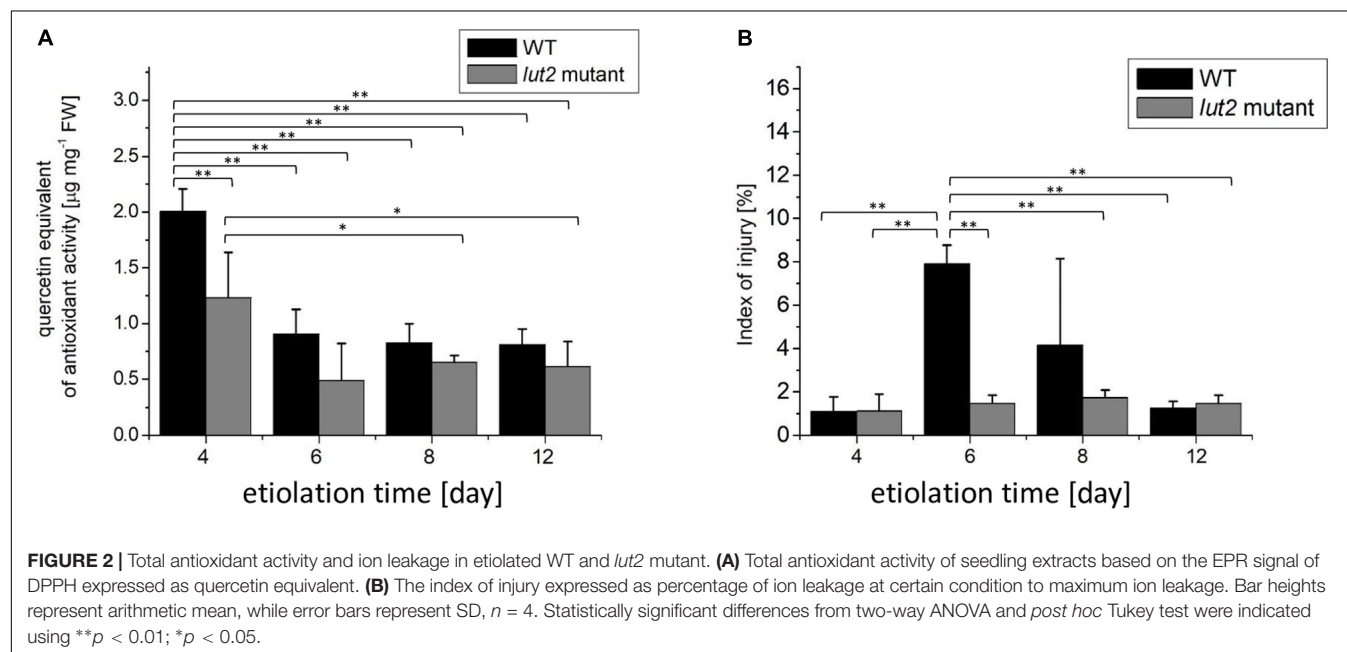 A
WT
lut2 mutant
quercetin equivalent
of antioxidant activity [µg mg⁻¹ FW]
3.0
2.5
2.0
1.5
1.0
0.5
0.0
**
**
**
**
**
**
**
*
*
4 6 8 12
etiolation time [day]
B
WT
lut2 mutant
Index of injury [%]
16
14
12
10
8
6
4
2
0
**
**
**
**
**
**
4 6 8 12
etiolation time [day]
FIGURE 2 | Total antioxidant activity and ion leakage in etiolated WT and lut2 mutant. (A) Total antioxidant activity of seedling extracts based on the EPR signal of
DPPH expressed as quercetin equivalent. (B) The index of injury expressed as percentage of ion leakage at certain condition to maximum ion leakage. Bar heights
represent arithmetic mean, while error bars represent SD, n = 4. Statistically significant differences from two-way ANOVA and post hoc Tukey test were indicated
using **p < 0.01; *p < 0.05.